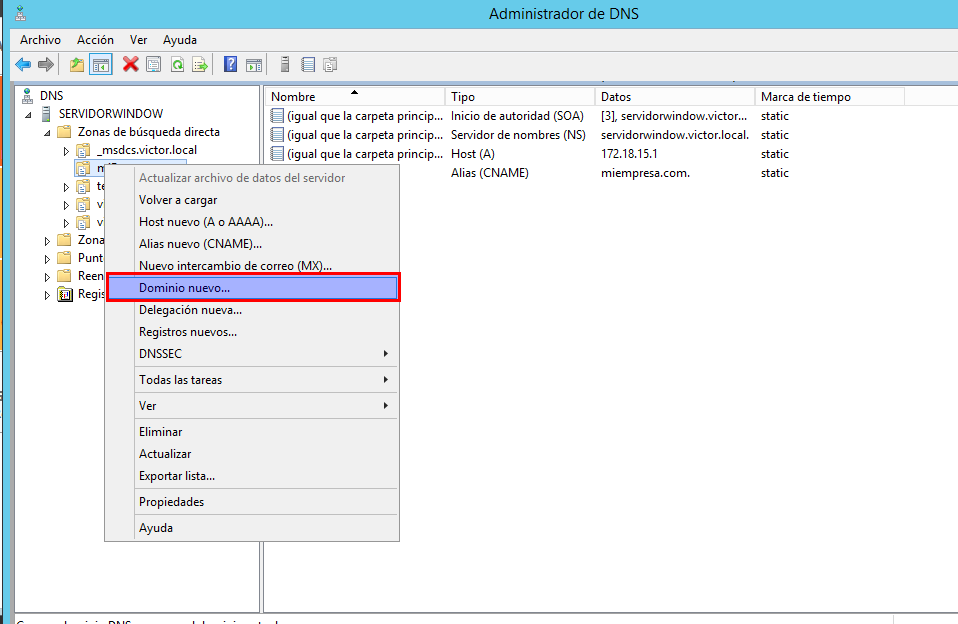 Administrador de DNS
Archivo Acción Ver Ayuda
DNS
SERVIDORWINDOW
Zonas de búsqueda directa
_msdcs.victor.local
Nombre Tipo Datos Marca de tiempo
(igual que la carpeta princip... Inicio de autoridad (SOA) [3], servidorwindow.victor... static
(igual que la carpeta princip... Servidor de nombres (NS) servidorwindow.victor.local. static
(igual que la carpeta princip... Host (A) 172.18.15.1 static
Alias (CNAME) miempresa.com. static
te
v
v
Zona
Punt
Reen
Regis
Actualizar archivo de datos del servidor
Volver a cargar
Host nuevo (A o AAAA)...
Alias nuevo (CNAME)...
Nuevo intercambio de correo (MX)...
Dominio nuevo...
Delegación nueva...
Registros nuevos...
DNSSEC
Todas las tareas
Ver
Eliminar
Actualizar
Exportar lista...
Propiedades
Ayuda